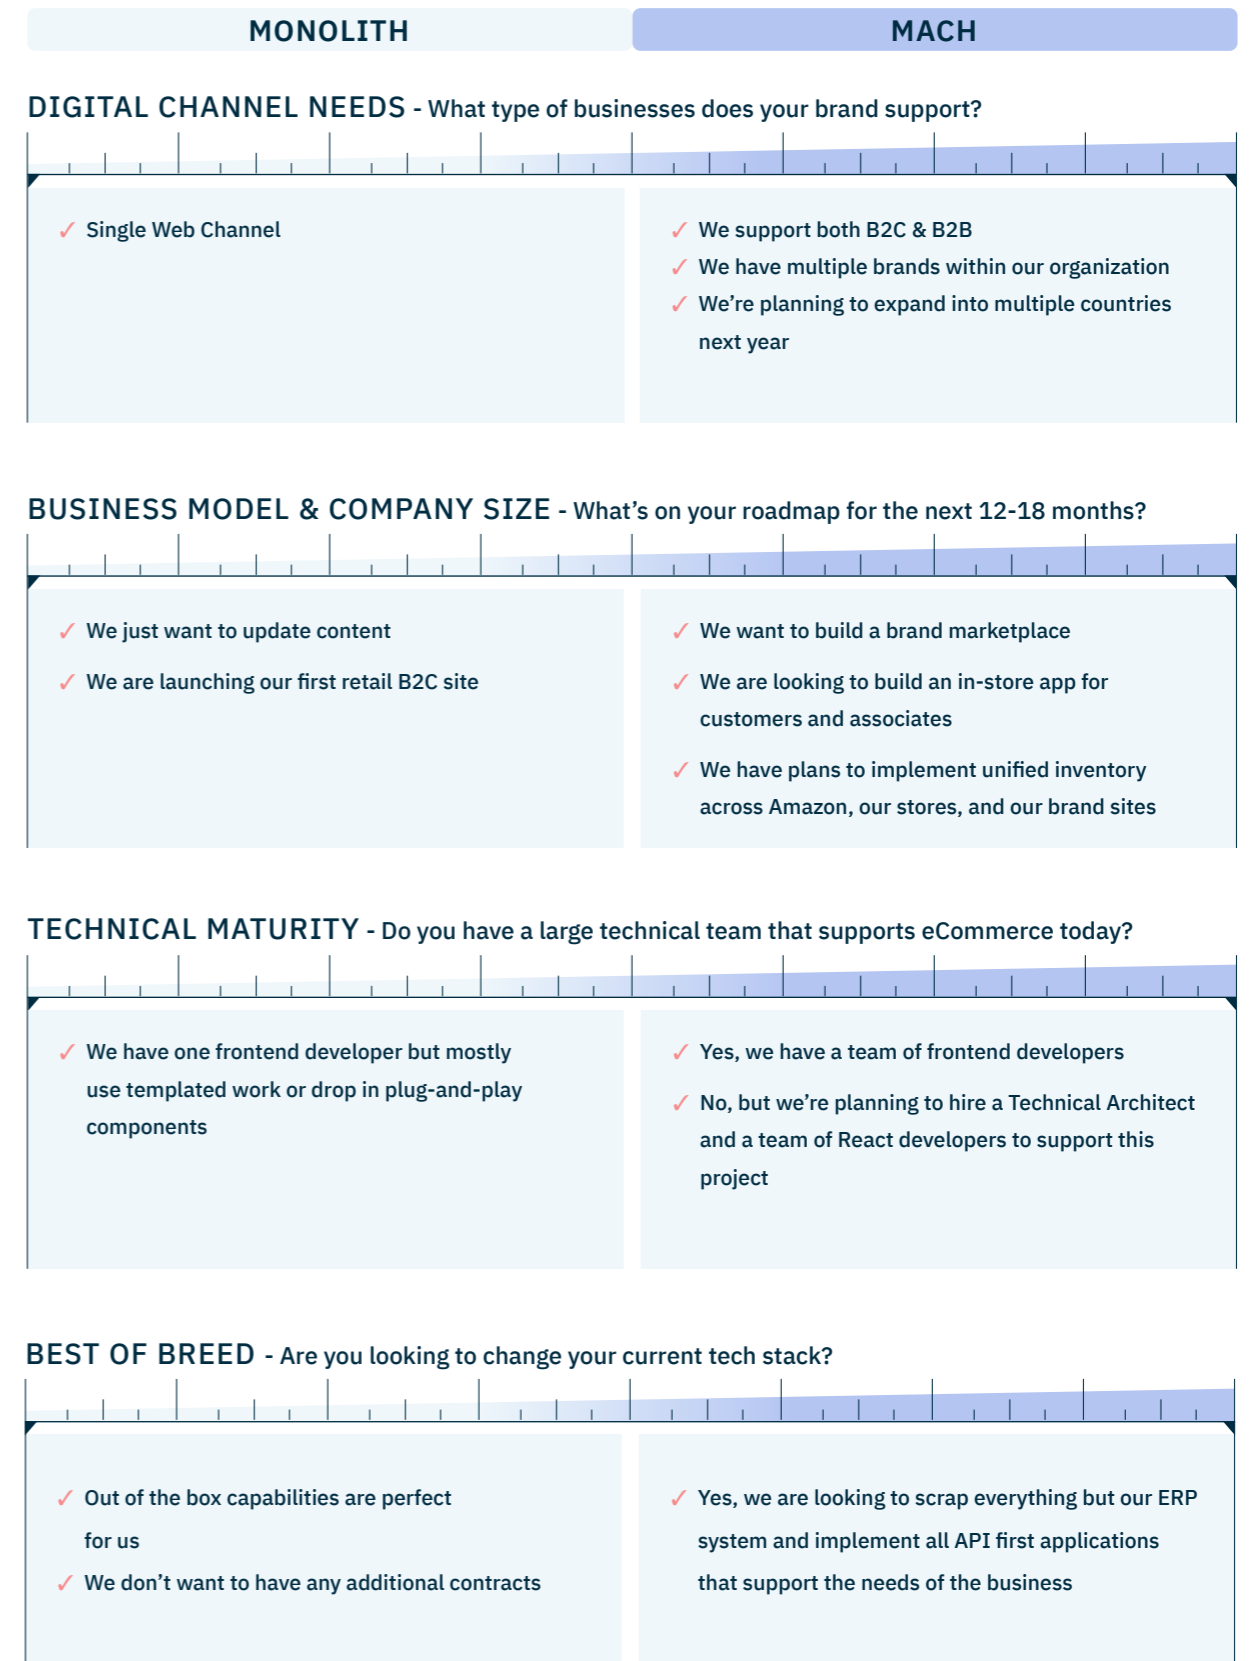 MONOLITH
MACH
DIGITAL CHANNEL NEEDS - What type of businesses does your brand support?
✓ Single Web Channel
✓ We support both B2C & B2B
✓ We have multiple brands within our organization
✓ We’re planning to expand into multiple countries
next year
BUSINESS MODEL & COMPANY SIZE - What’s on your roadmap for the next 12-18 months?
✓ We just want to update content
✓ We are launching our first retail B2C site
✓ We want to build a brand marketplace
✓ We are looking to build an in-store app for
customers and associates
✓ We have plans to implement unified inventory
across Amazon, our stores, and our brand sites
TECHNICAL MATURITY - Do you have a large technical team that supports eCommerce today?
✓ We have one frontend developer but mostly
use templated work or drop in plug-and-play
components
✓ Yes, we have a team of frontend developers
✓ No, but we’re planning to hire a Technical Architect
and a team of React developers to support this
project
BEST OF BREED - Are you looking to change your current tech stack?
✓ Out of the box capabilities are perfect
for us
✓ We don’t want to have any additional contracts
✓ Yes, we are looking to scrap everything but our ERP
system and implement all API first applications
that support the needs of the business